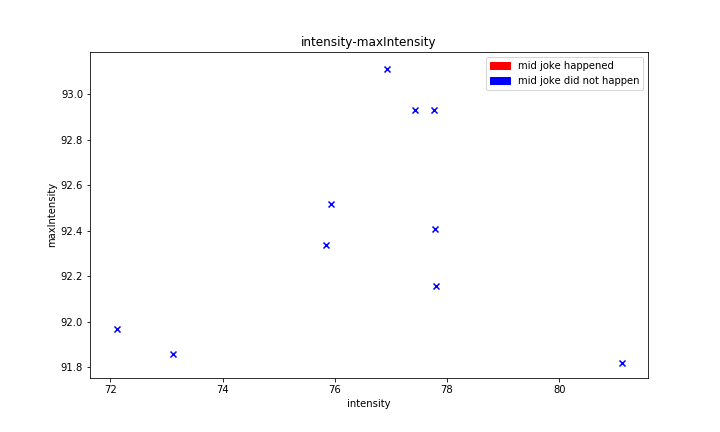 intensity-maxIntensity
mid joke happened
mid joke did not happen
maxIntensity
93.0
92.8
92.6
92.4
92.2
92.0
91.8
72
74
76
78
80
intensity